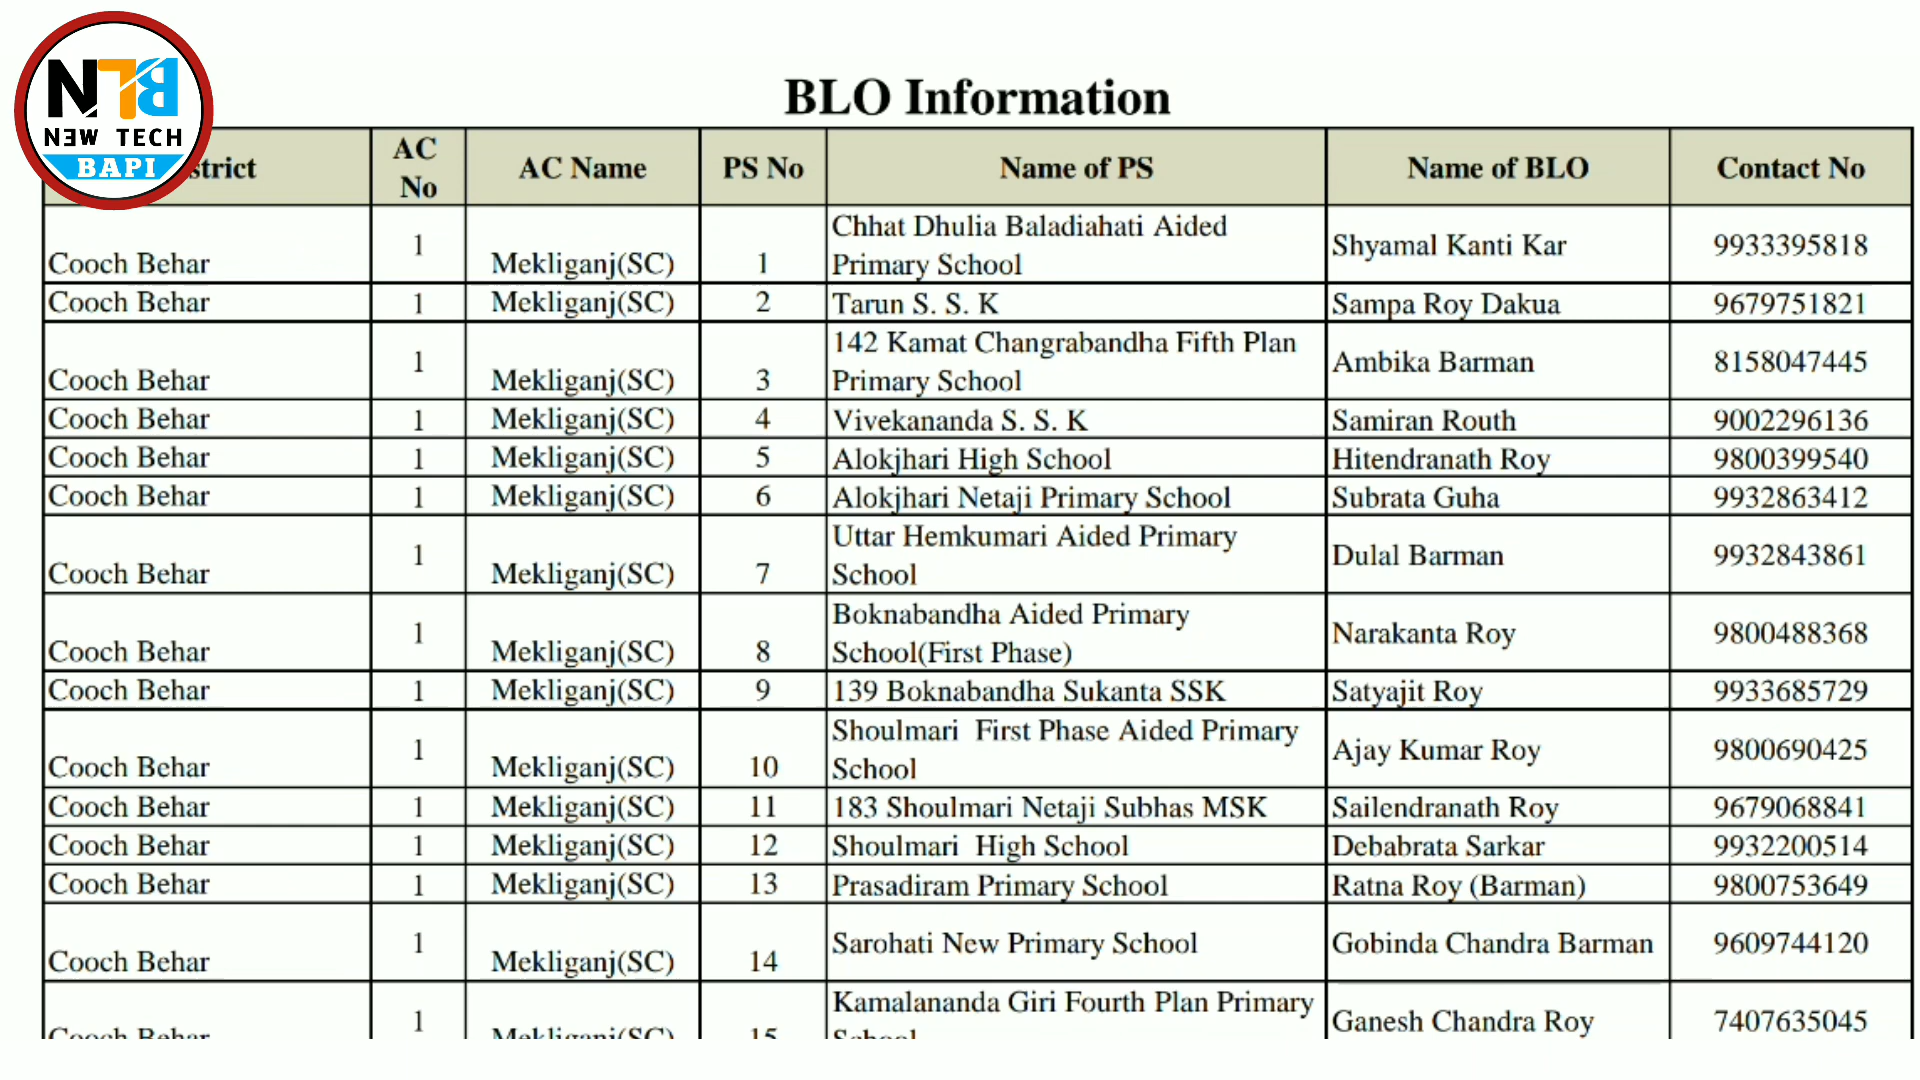 NTB
NEW TECH
BAPI
BLO Information
strict AC No AC Name PS No Name of PS Name of BLO Contact No
Cooch Behar 1 Mekliganj(SC) 1 Chhat Dhulia Baladiahati Aided Primary School Shyamal Kanti Kar 9933395818
Cooch Behar 1 Mekliganj(SC) 2 Tarun S. S. K Sampa Roy Dakua 9679751821
Cooch Behar 1 Mekliganj(SC) 3 142 Kamat Changrabandha Fifth Plan Primary School Ambika Barman 8158047445
Cooch Behar 1 Mekliganj(SC) 4 Vivekananda S. S. K Samiran Routh 9002296136
Cooch Behar 1 Mekliganj(SC) 5 Alokjhari High School Hitendranath Roy 9800399540
Cooch Behar 1 Mekliganj(SC) 6 Alokjhari Netaji Primary School Subrata Guha 9932863412
Cooch Behar 1 Mekliganj(SC) 7 Uttar Hemkumari Aided Primary School Dulal Barman 9932843861
Cooch Behar 1 Mekliganj(SC) 8 Boknabandha Aided Primary School(First Phase) Narakanta Roy 9800488368
Cooch Behar 1 Mekliganj(SC) 9 139 Boknabandha Sukanta SSK Satyajit Roy 9933685729
Cooch Behar 1 Mekliganj(SC) 10 Shoulmari First Phase Aided Primary School Ajay Kumar Roy 9800690425
Cooch Behar 1 Mekliganj(SC) 11 183 Shoulmari Netaji Subhas MSK Sailendranath Roy 9679068841
Cooch Behar 1 Mekliganj(SC) 12 Shoulmari High School Debabrata Sarkar 9932200514
Cooch Behar 1 Mekliganj(SC) 13 Prasadiram Primary School Ratna Roy (Barman) 9800753649
Cooch Behar 1 Mekliganj(SC) 14 Sarohati New Primary School Gobinda Chandra Barman 9609744120
Cooch Behar 1 Mekliganj(SC) 15 Kamalananda Giri Fourth Plan Primary School Ganesh Chandra Roy 7407635045